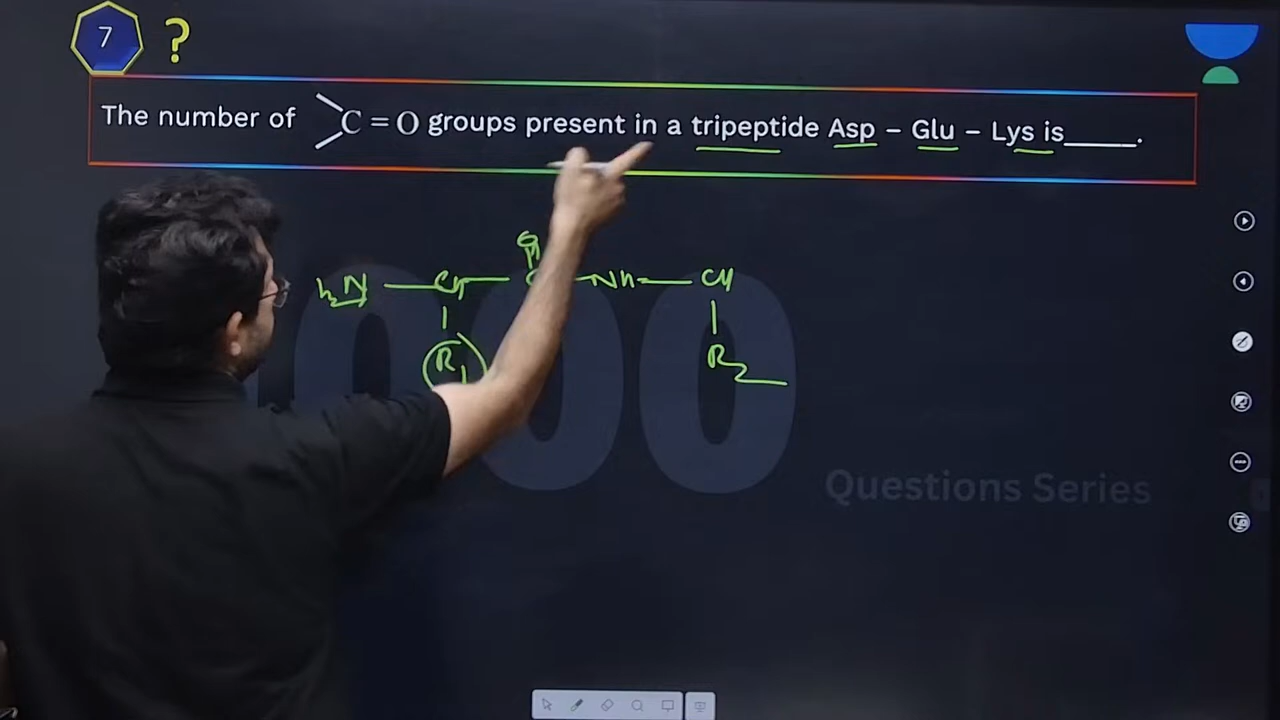 7 ?
The number of >C = O groups present in a tripeptide Asp – Glu – Lys is_____.
O
H₂N — CH — C — NH — CH
R₁ R₂
000
Questions Series